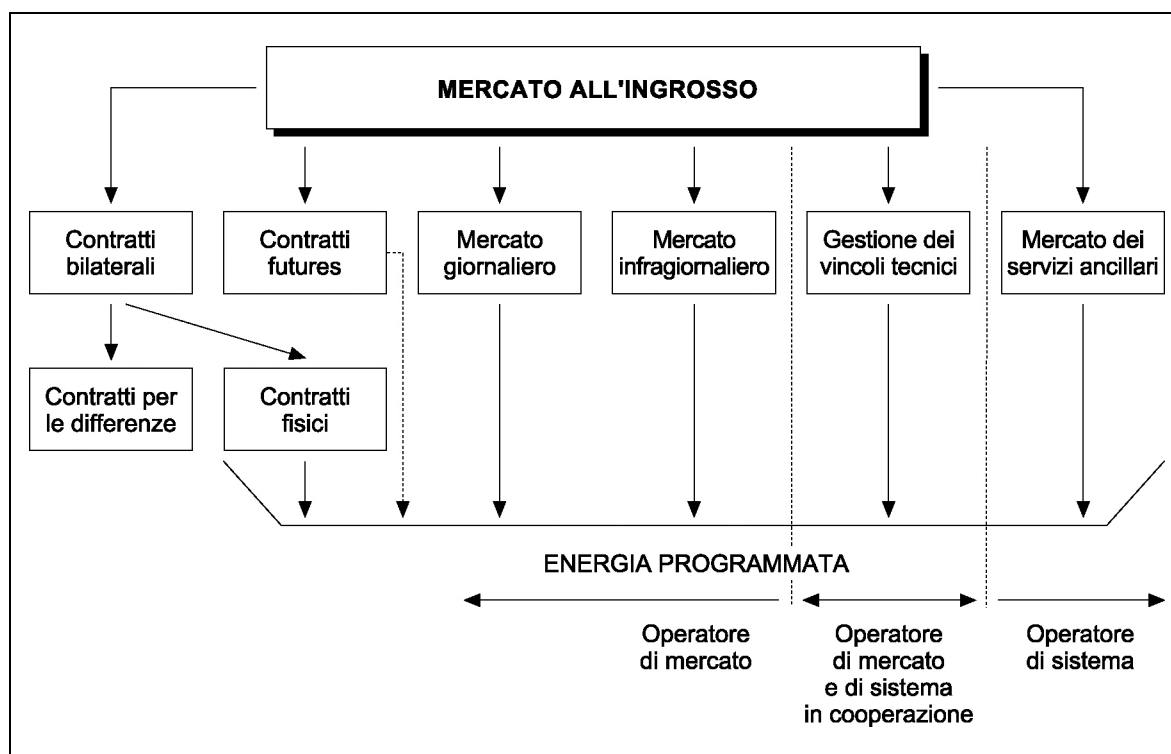 MERCATO ALL'INGROSSO
Contratti
bilaterali
Contratti
futures
Mercato
giornaliero
Mercato
infragiornaliero
Gestione dei
vincoli tecnici
Mercato dei
servizi ancillari
Contratti per
le differenze
Contratti
fisici
ENERGIA PROGRAMMATA
Operatore
di mercato
Operatore
di mercato
e di sistema
in cooperazione
Operatore
di sistema